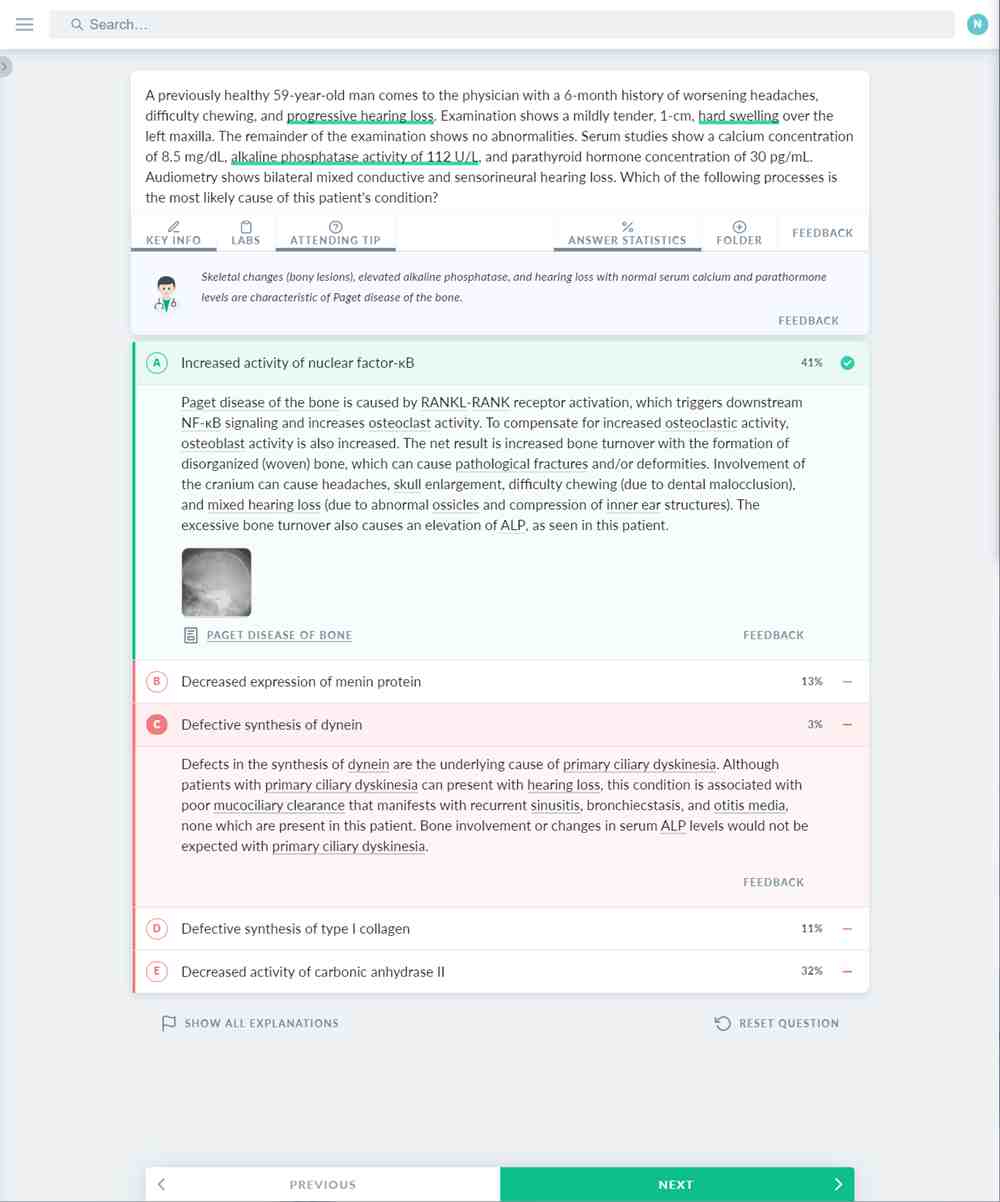 Search...
N
A previously healthy 59-year-old man comes to the physician with a 6-month history of worsening headaches,
difficulty chewing, and progressive hearing loss. Examination shows a mildly tender, 1-cm, hard swelling over the
left maxilla. The remainder of the examination shows no abnormalities. Serum studies show a calcium concentration
of 8.5 mg/dL, alkaline phosphatase activity of 112 U/L, and parathyroid hormone concentration of 30 pg/mL.
Audiometry shows bilateral mixed conductive and sensorineural hearing loss. Which of the following processes is
the most likely cause of this patient's condition?
KEY INFO LABS ATTENDING TIP ANSWER STATISTICS FOLDER FEEDBACK
Skeletal changes (bony lesions), elevated alkaline phosphatase, and hearing loss with normal serum calcium and parathormone
levels are characteristic of Paget disease of the bone.
FEEDBACK
A Increased activity of nuclear factor-κB 41%
Paget disease of the bone is caused by RANKL-RANK receptor activation, which triggers downstream
NF-κB signaling and increases osteoclast activity. To compensate for increased osteoclastic activity,
osteoblast activity is also increased. The net result is increased bone turnover with the formation of
disorganized (woven) bone, which can cause pathological fractures and/or deformities. Involvement of
the cranium can cause headaches, skull enlargement, difficulty chewing (due to dental malocclusion),
and mixed hearing loss (due to abnormal ossicles and compression of inner ear structures). The
excessive bone turnover also causes an elevation of ALP, as seen in this patient.
PAGET DISEASE OF BONE FEEDBACK
B Decreased expression of menin protein 13%
C Defective synthesis of dynein 3%
Defects in the synthesis of dynein are the underlying cause of primary ciliary dyskinesia. Although
patients with primary ciliary dyskinesia can present with hearing loss, this condition is associated with
poor mucociliary clearance that manifests with recurrent sinusitis, bronchiecstasis, and otitis media,
none which are present in this patient. Bone involvement or changes in serum ALP levels would not be
expected with primary ciliary dyskinesia.
FEEDBACK
D Defective synthesis of type I collagen 11%
E Decreased activity of carbonic anhydrase II 32%
SHOW ALL EXPLANATIONS RESET QUESTION
PREVIOUS NEXT